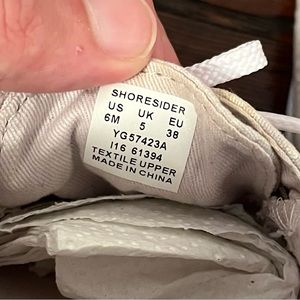 SHORESIDER
US UK EU
6M 5 38
YG57423A
I16 61394
TEXTILE UPPER
MADE IN CHINA